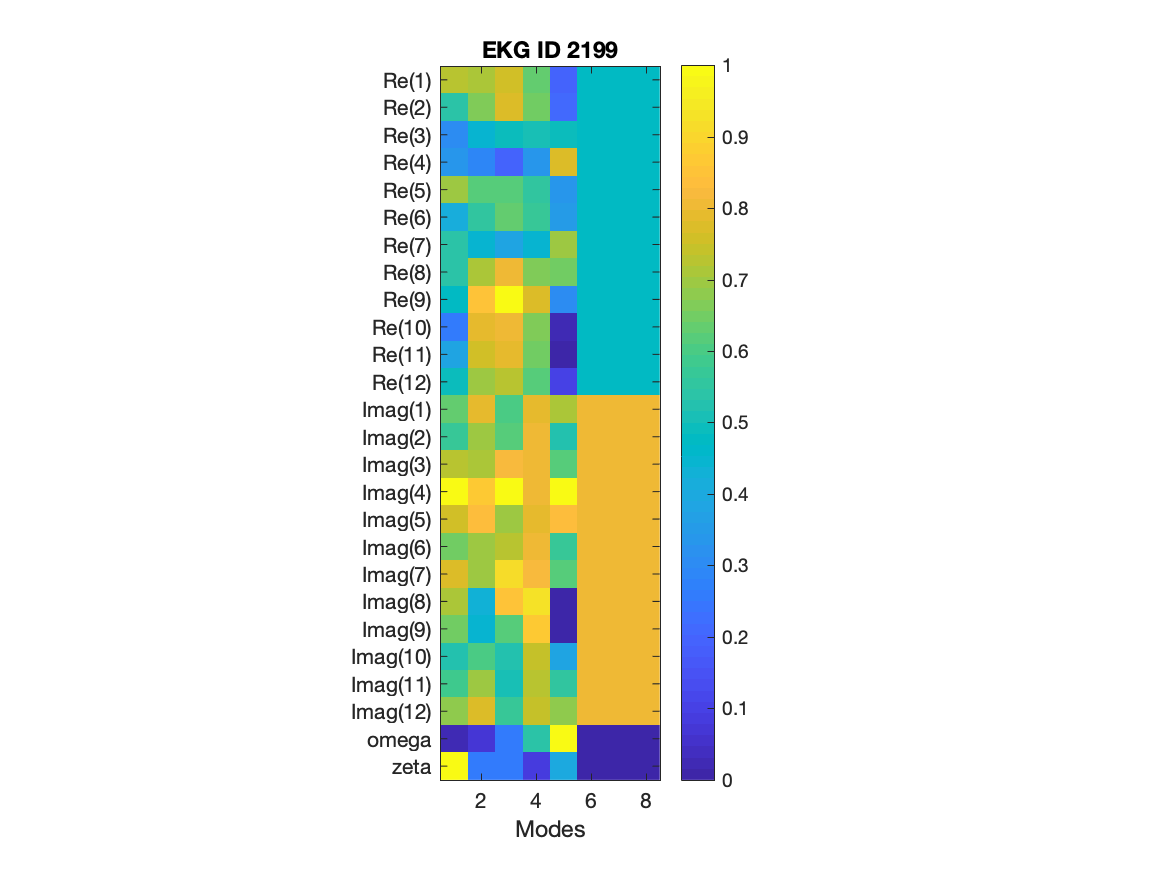 EKG ID 2199
Re(1)
Re(2)
Re(3)
Re(4)
Re(5)
Re(6)
Re(7)
Re(8)
Re(9)
Re(10)
Re(11)
Re(12)
Imag(1)
Imag(2)
Imag(3)
Imag(4)
Imag(5)
Imag(6)
Imag(7)
Imag(8)
Imag(9)
Imag(10)
Imag(11)
Imag(12)
omega
zeta
2 4 6 8
Modes
1
0.9
0.8
0.7
0.6
0.5
0.4
0.3
0.2
0.1
0